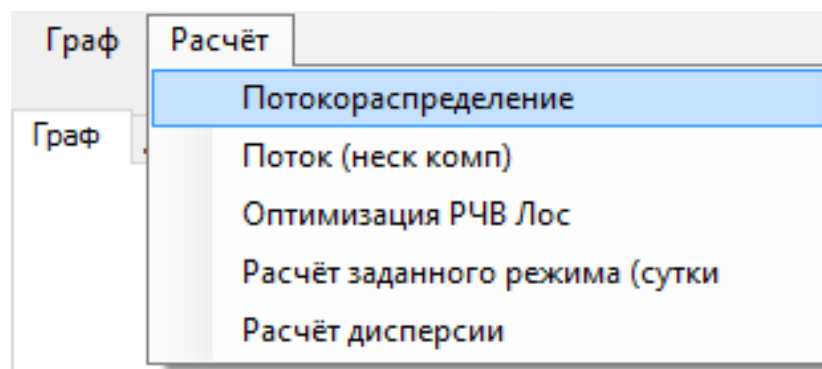 Граф Расчёт
Потокораспределение
Граф
Поток (неск комп)
Оптимизация РЧВ Лос
Расчёт заданного режима (сутки
Расчёт дисперсии